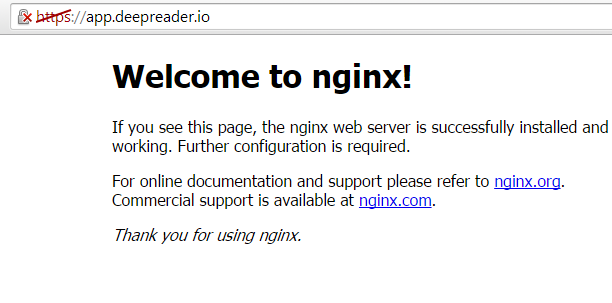 https://app.deepreader.io
Welcome to nginx!
If you see this page, the nginx web server is successfully installed and
working. Further configuration is required.
For online documentation and support please refer to nginx.org.
Commercial support is available at nginx.com.
Thank you for using nginx.